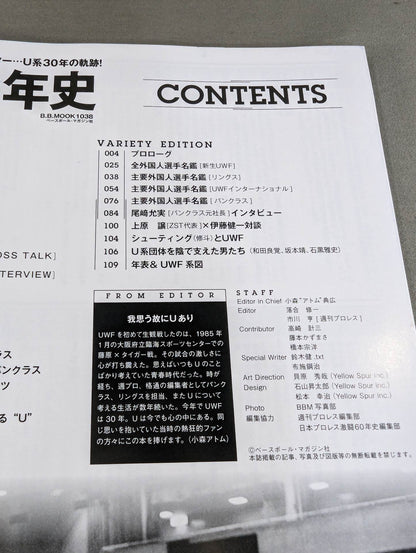 ー…U系30年の軌跡!
年史
B.B.MOOK1038
ベースボール・マガジン社
CONTENTS
VARIETY EDITION
004 プロローグ
025 全外国人選手名鑑 [新生UWF]
038 主要外国人選手名鑑 [リングス]
054 主要外国人選手名鑑 [UWFインターナショナル]
076 主要外国人選手名鑑 [パンクラス]
084 尾崎允実 [パンクラス元社長] インタビュー
100 上原 譲 [ZST代表] ×伊藤健一対談
104 シューティング(修斗)とUWF
106 U系団体を陰で支えた男たち (和田良覚、坂本靖、石黒雅史)
109 年表&UWF系図
OSS TALK]
TERVIEW]
ラス
パンクラス
ツ
る “U”
FROM EDITOR
我思う故にUあり
UWFを初めて生観戦したのは、1985年
1月の大阪府立臨海スポーツセンターでの
藤原×タイガー戦。その試合の激しさに
心が打ち震えた。思えばいつもUのこと
ばかり考えていた青春時代だった。時が
経ち、週プロ、格通の編集者としてパンク
ラス、リングスを担当、またUについて
考える生活が数年続いた。今年でUWF
は30年。Uは今でも心の中にある。同
じ思いを抱いていた当時の熱狂的ファン
の方々にこの本を捧げます。(小森アトム)
STAFF
Editor in Chief 小森“アトム”典広
Editor 落合 修一
市川 亨 [週刊プロレス]
Contributor 高崎 計三
藤本かずまさ
橋本宗洋
Special Writer 鈴木健.txt
布施鋼治
Art Direction 貝原 秀哉 (Yellow Spur inc.)
Design 石山昇太郎 (Yellow Spur inc.)
松本 幸治 (Yellow Spur inc.)
Photo BBM写真部
編集協力 週刊プロレス編集部
日本プロレス激闘60年史編集部
©ベースボール・マガジン社
本誌掲載の記事、写真及び図版等の無断転載を禁じます。